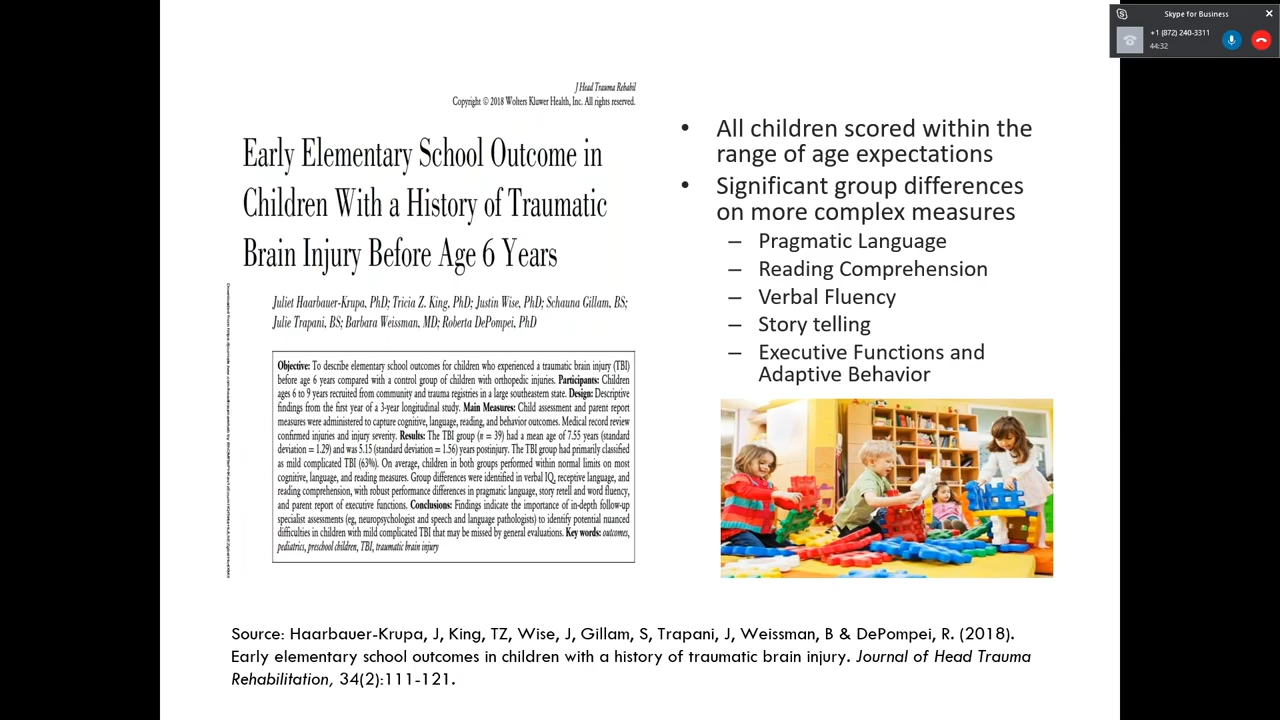 Skype for Business
+1 (872) 240-3311
44:32
J Head Trauma Rehabil
Copyright © 2018 Wolters Kluwer Health, Inc. All rights reserved.
Early Elementary School Outcome in
Children With a History of Traumatic
Brain Injury Before Age 6 Years
Juliet Haarbauer-Krupa, PhD; Tricia Z. King, PhD; Justin Wise, PhD; Schauna Gillam, BS;
Julie Trapani, BS; Barbara Weissman, MD; Roberta DePompei, PhD
Objective: To describe elementary school outcomes for children who experienced a traumatic brain injury (TBI)
before age 6 years compared with a control group of children with orthopedic injuries. Participants: Children
ages 6 to 9 years recruited from community and trauma registries in a large southeastern state. Design: Descriptive
findings from the first year of a 3-year longitudinal study. Main Measures: Child assessment and parent report
measures were administered to capture cognitive, language, reading, and behavior outcomes. Medical record review
confirmed injuries and injury severity. Results: The TBI group (n = 39) had a mean age of 7.55 years (standard
deviation = 1.29) and was 5.15 (standard deviation = 1.56) years postinjury. The TBI group had primarily classified
as mild complicated TBI (63%). On average, children in both groups performed within normal limits on most
cognitive, language, and reading measures. Group differences were identified in verbal IQ, receptive language, and
reading comprehension, with robust performance differences in pragmatic language, story retell and word fluency,
and parent report of executive functions. Conclusions: Findings indicate the importance of in-depth follow-up
specialist assessments (eg, neuropsychologist and speech and language pathologists) to identify potential nuanced
difficulties in children with mild complicated TBI that may be missed by general evaluations. Key words: outcomes,
pediatrics, preschool children, TBI, traumatic brain injury
• All children scored within the
range of age expectations
• Significant group differences
on more complex measures
– Pragmatic Language
– Reading Comprehension
– Verbal Fluency
– Story telling
– Executive Functions and
Adaptive Behavior
Source: Haarbauer-Krupa, J, King, TZ, Wise, J, Gillam, S, Trapani, J, Weissman, B & DePompei, R. (2018).
Early elementary school outcomes in children with a history of traumatic brain injury. Journal of Head Trauma
Rehabilitation, 34(2):111-121.